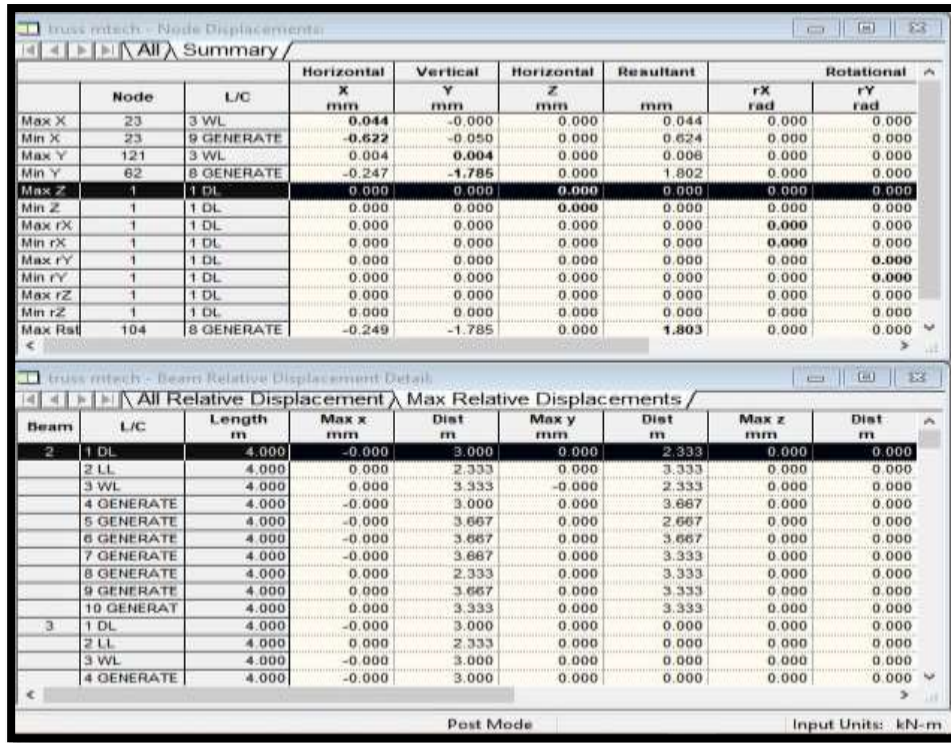 truss mtech - Node Displacements:
All Summary
Horizontal Vertical Horizontal Resultant Rotational
Node L/C X mm Y mm Z mm mm rX rad rY rad
Max X 23 3 WL 0.044 -0.000 0.000 0.044 0.000 0.000
Min X 23 9 GENERATE -0.622 -0.050 0.000 0.624 0.000 0.000
Max Y 121 3 WL 0.004 0.004 0.000 0.006 0.000 0.000
Min Y 62 8 GENERATE -0.247 -1.785 0.000 1.802 0.000 0.000
Max Z 1 1 DL 0.000 0.000 0.000 0.000 0.000 0.000
Min Z 1 1 DL 0.000 0.000 0.000 0.000 0.000 0.000
Max rX 1 1 DL 0.000 0.000 0.000 0.000 0.000 0.000
Min rX 1 1 DL 0.000 0.000 0.000 0.000 0.000 0.000
Max rY 1 1 DL 0.000 0.000 0.000 0.000 0.000 0.000
Min rY 1 1 DL 0.000 0.000 0.000 0.000 0.000 0.000
Max rZ 1 1 DL 0.000 0.000 0.000 0.000 0.000 0.000
Min rZ 1 1 DL 0.000 0.000 0.000 0.000 0.000 0.000
Max Rst 104 8 GENERATE -0.249 -1.785 0.000 1.803 0.000 0.000
truss mtech - Beam Relative Displacement Detail:
All Relative Displacement Max Relative Displacements
Beam L/C Length m Max x mm Dist m Max y mm Dist m Max z mm Dist m
2 1 DL 4.000 -0.000 3.000 0.000 2.333 0.000 0.000
2 LL 4.000 0.000 2.333 0.000 3.333 0.000 0.000
3 WL 4.000 0.000 3.333 -0.000 2.333 0.000 0.000
4 GENERATE 4.000 -0.000 3.000 0.000 3.667 0.000 0.000
5 GENERATE 4.000 -0.000 3.667 0.000 2.667 0.000 0.000
6 GENERATE 4.000 -0.000 3.667 0.000 3.667 0.000 0.000
7 GENERATE 4.000 -0.000 3.667 0.000 3.333 0.000 0.000
8 GENERATE 4.000 0.000 2.333 0.000 3.333 0.000 0.000
9 GENERATE 4.000 0.000 3.667 0.000 3.333 0.000 0.000
10 GENERAT 4.000 0.000 3.333 0.000 3.333 0.000 0.000
3 1 DL 4.000 -0.000 3.000 0.000 0.000 0.000 0.000
2 LL 4.000 0.000 2.333 0.000 0.000 0.000 0.000
3 WL 4.000 -0.000 3.000 0.000 0.000 0.000 0.000
4 GENERATE 4.000 -0.000 3.000 0.000 0.000 0.000 0.000
Post Mode Input Units: kN-m